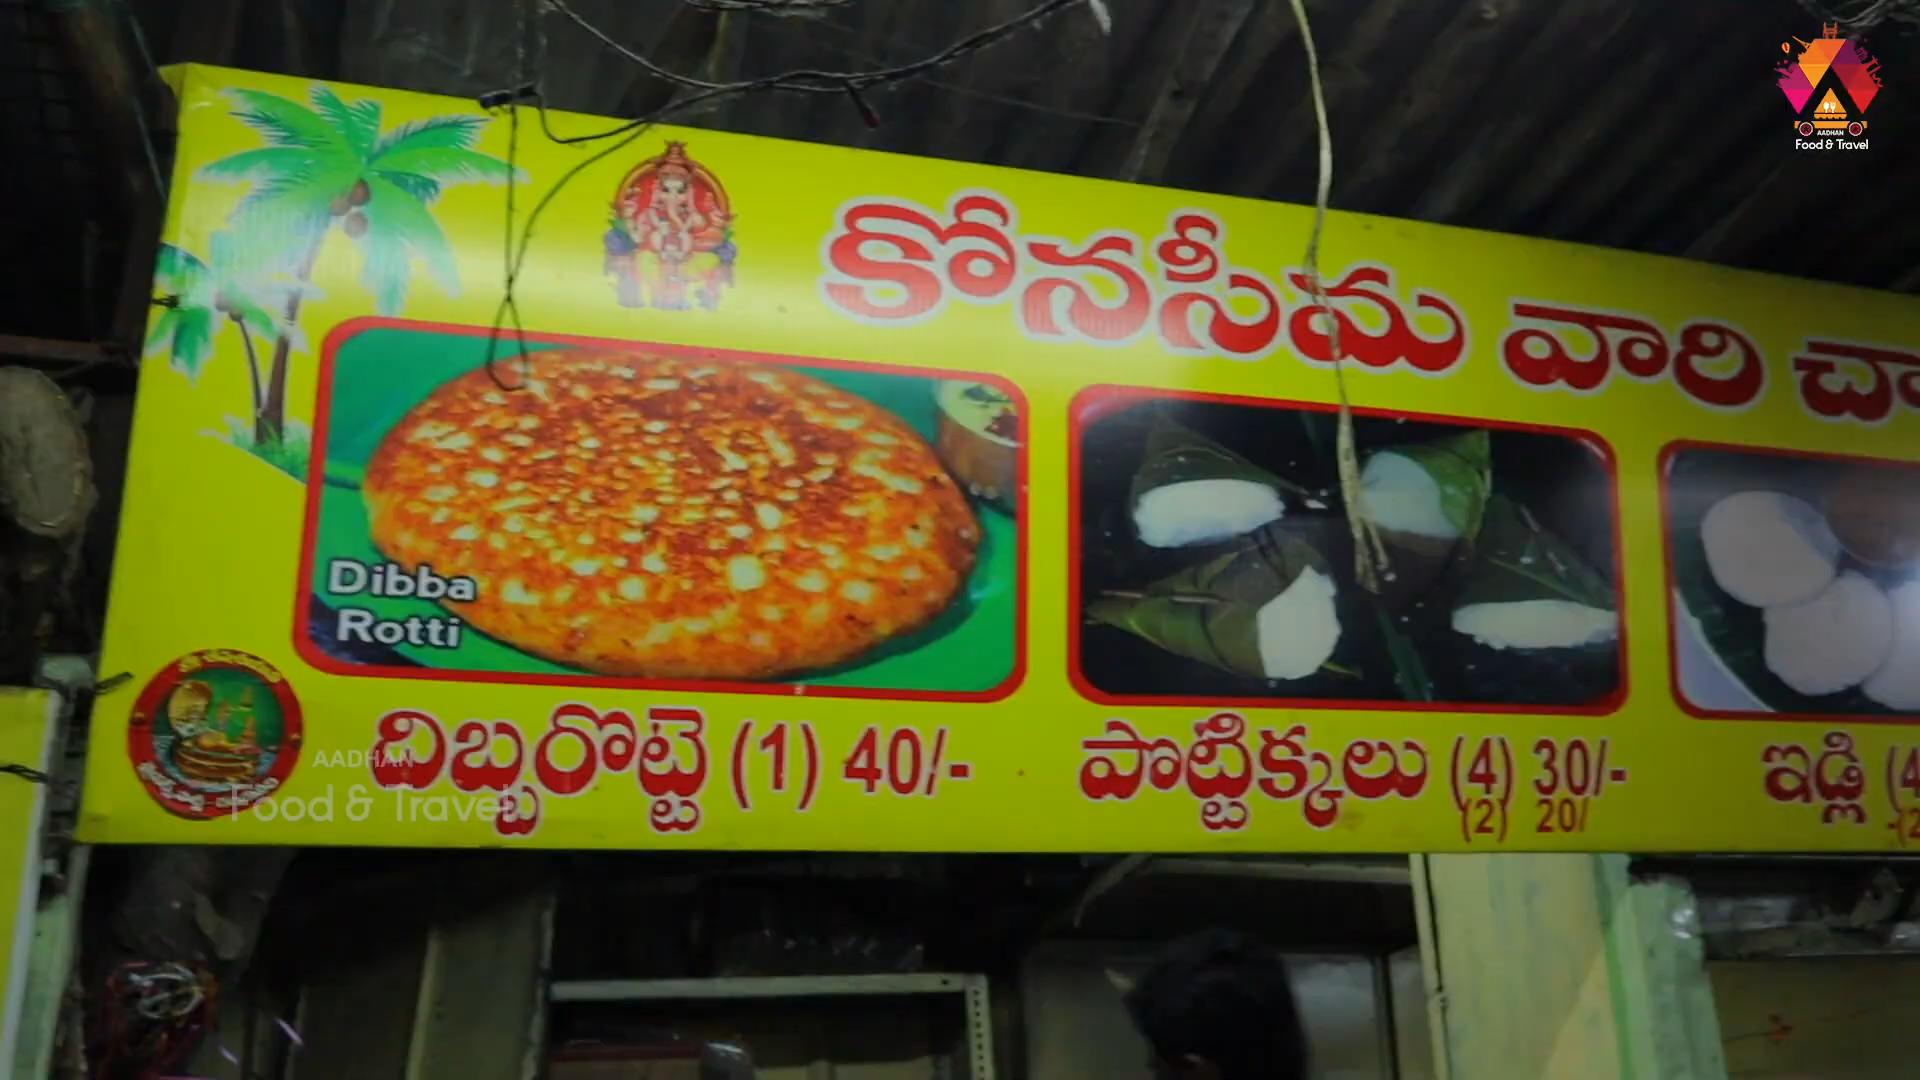 AADHAN
Food & Travel
కోనసీమ వారి
Dibba
Rotti
దిబ్బరొట్టె (1) 40/-
పొట్టిక్కలు (4) 30/-
(2) 20/
ఇడ్లి
AADHAN
Food & Travel